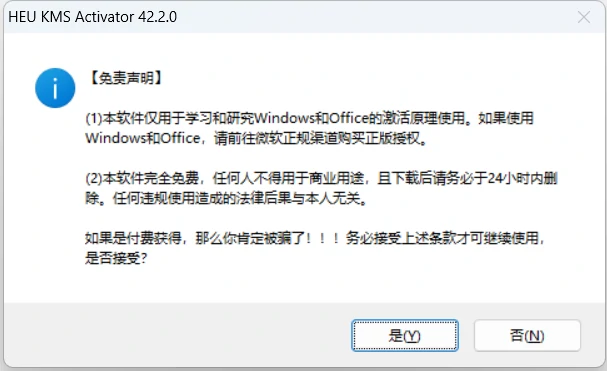 HEU KMS Activator 42.2.0
【免责声明】
(1)本软件仅用于学习和研究Windows和Office的激活原理使用。如果使用
Windows和Office，请前往微软正规渠道购买正版授权。
(2)本软件完全免费，任何人不得用于商业用途，且下载后请务必于24小时内删
除。任何违规使用造成的法律后果与本人无关。
如果是付费获得，那么你肯定被骗了！！！务必接受上述条款才可继续使用，
是否接受?
是(Y)
否(N)